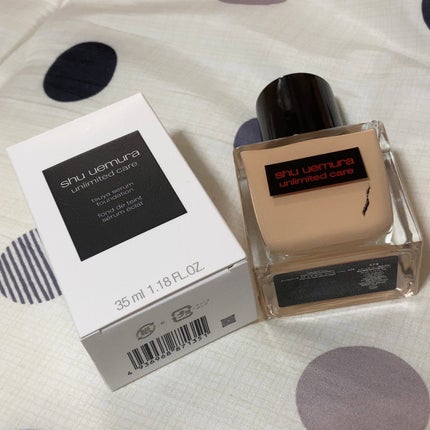 shu uemura
unlimited care
tsuya serum
foundation
fond de teint
sérum éclat
35 ml 1.18 FL.OZ.
shu uemura
unlimited care